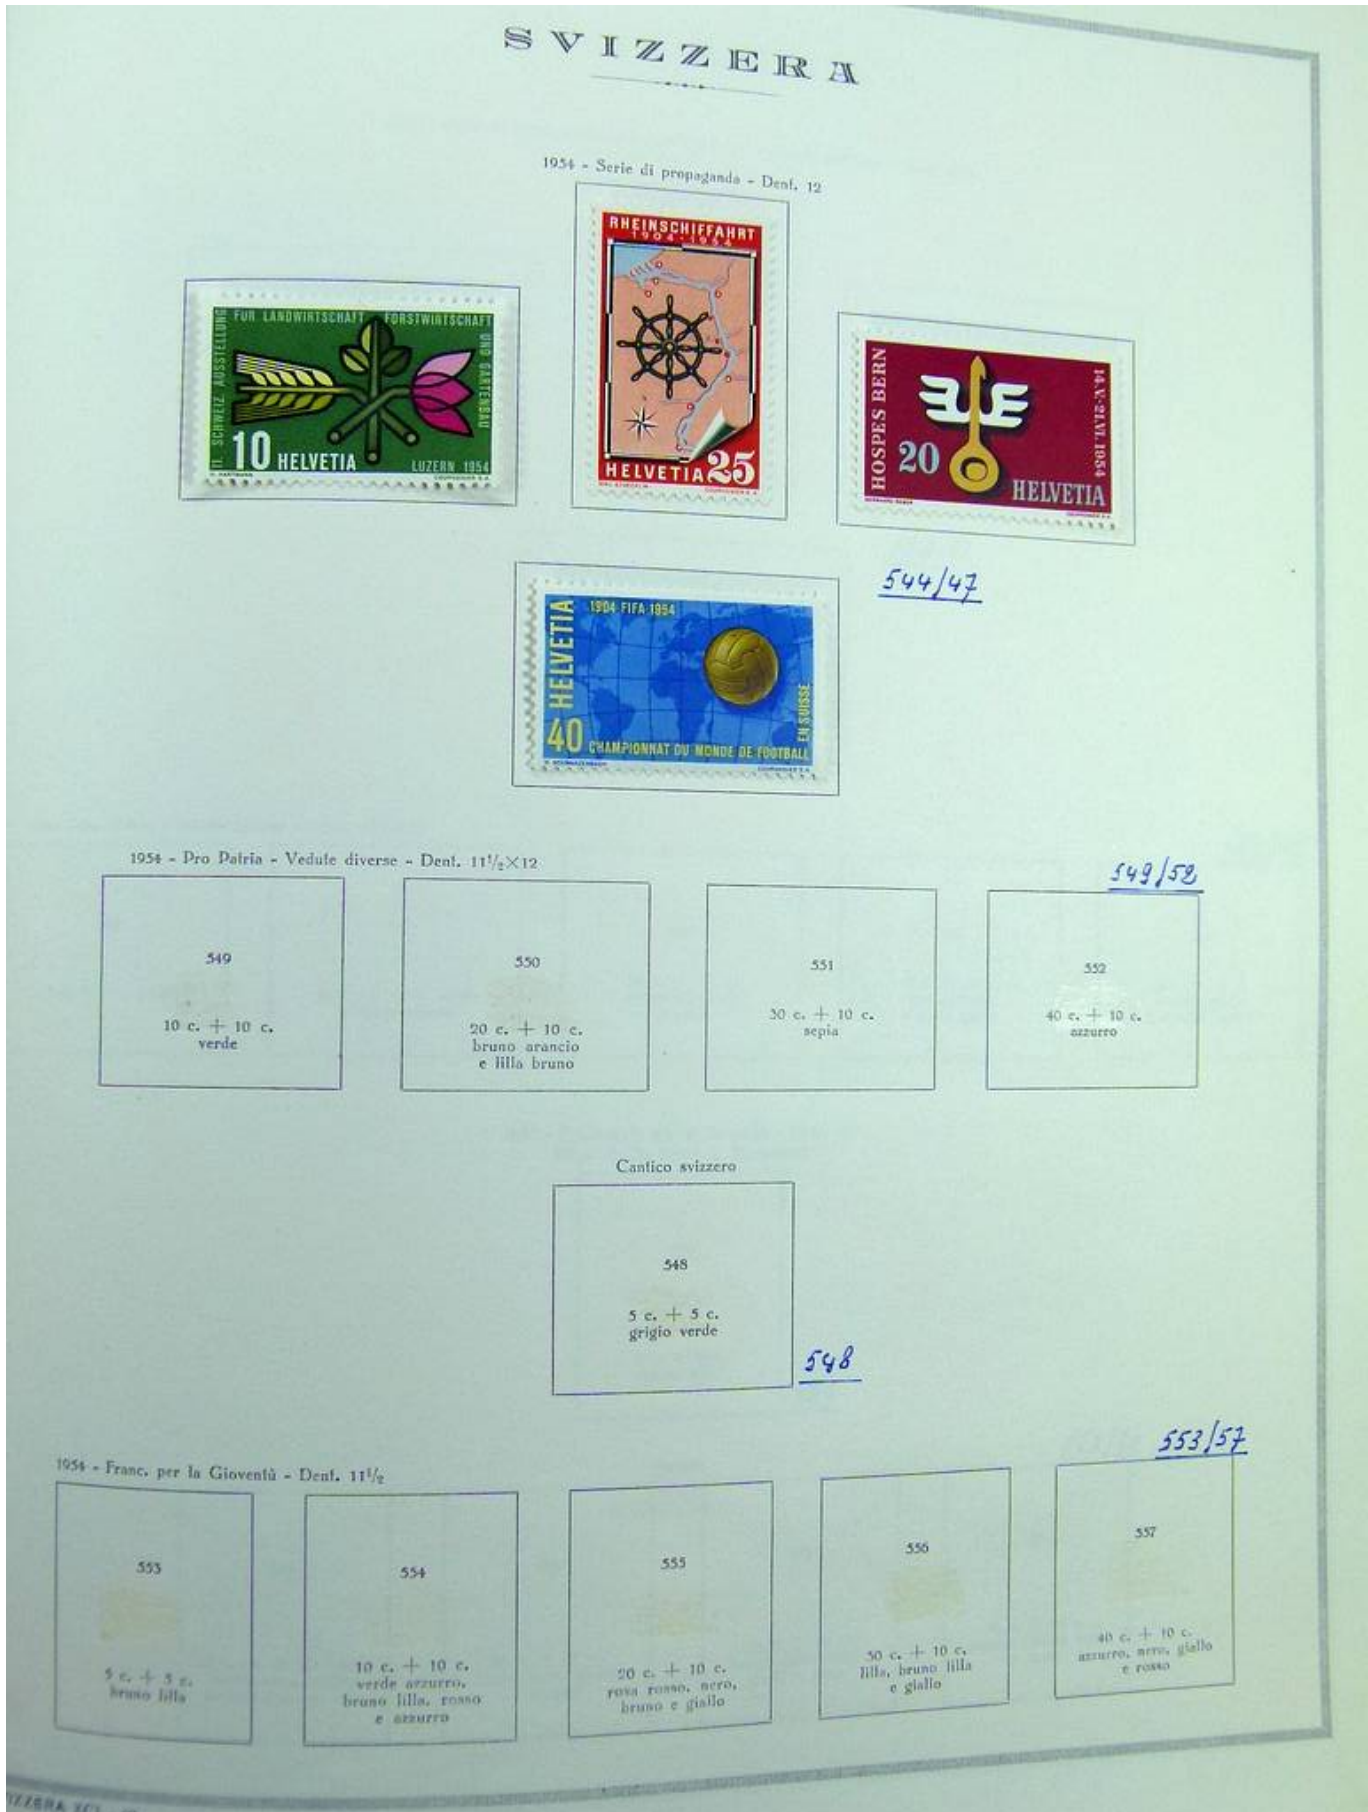 SVIZZERA
1954 - Serie di propaganda - Dent. 12
11. SCHWEIZ. AUSSTELLUNG
FÜR LANDWIRTSCHAFT FORSTWIRTSCHAFT
UND GARTENBAU
10 HELVETIA
LUZERN 1954
COURVOISIER S.A.
RHEINSCHIFFAHRT
1904-1954
HELVETIA 25
COURVOISIER S.A.
HOSPES BERN
14.V.-21.VI.1954
20
HELVETIA
COURVOISIER S.A.
544/47
HELVETIA
1904 FIFA 1954
EN SUISSE
40 CHAMPIONNAT DU MONDE DE FOOTBALL
COURVOISIER S.A.
1954 - Pro Patria - Vedute diverse - Dent. 11½×12
549/52
549
10 c. + 10 c.
verde
550
20 c. + 10 c.
bruno arancio
e lilla bruno
551
30 c. + 10 c.
sepia
552
40 c. + 10 c.
azzurro
Cantico svizzero
548
5 c. + 5 c.
grigio verde
548
553/57
1954 - Franc. per la Gioventù - Dent. 11½
553
5 c. + 5 c.
bruno lilla
554
10 c. + 10 c.
verde azzurro,
bruno lilla, rosso
e azzurro
555
20 c. + 10 c.
rosa rosso, nero,
bruno e giallo
556
30 c. + 10 c.
lilla, bruno lilla
e giallo
557
40 c. + 10 c.
azzurro, nero, giallo
e rosso